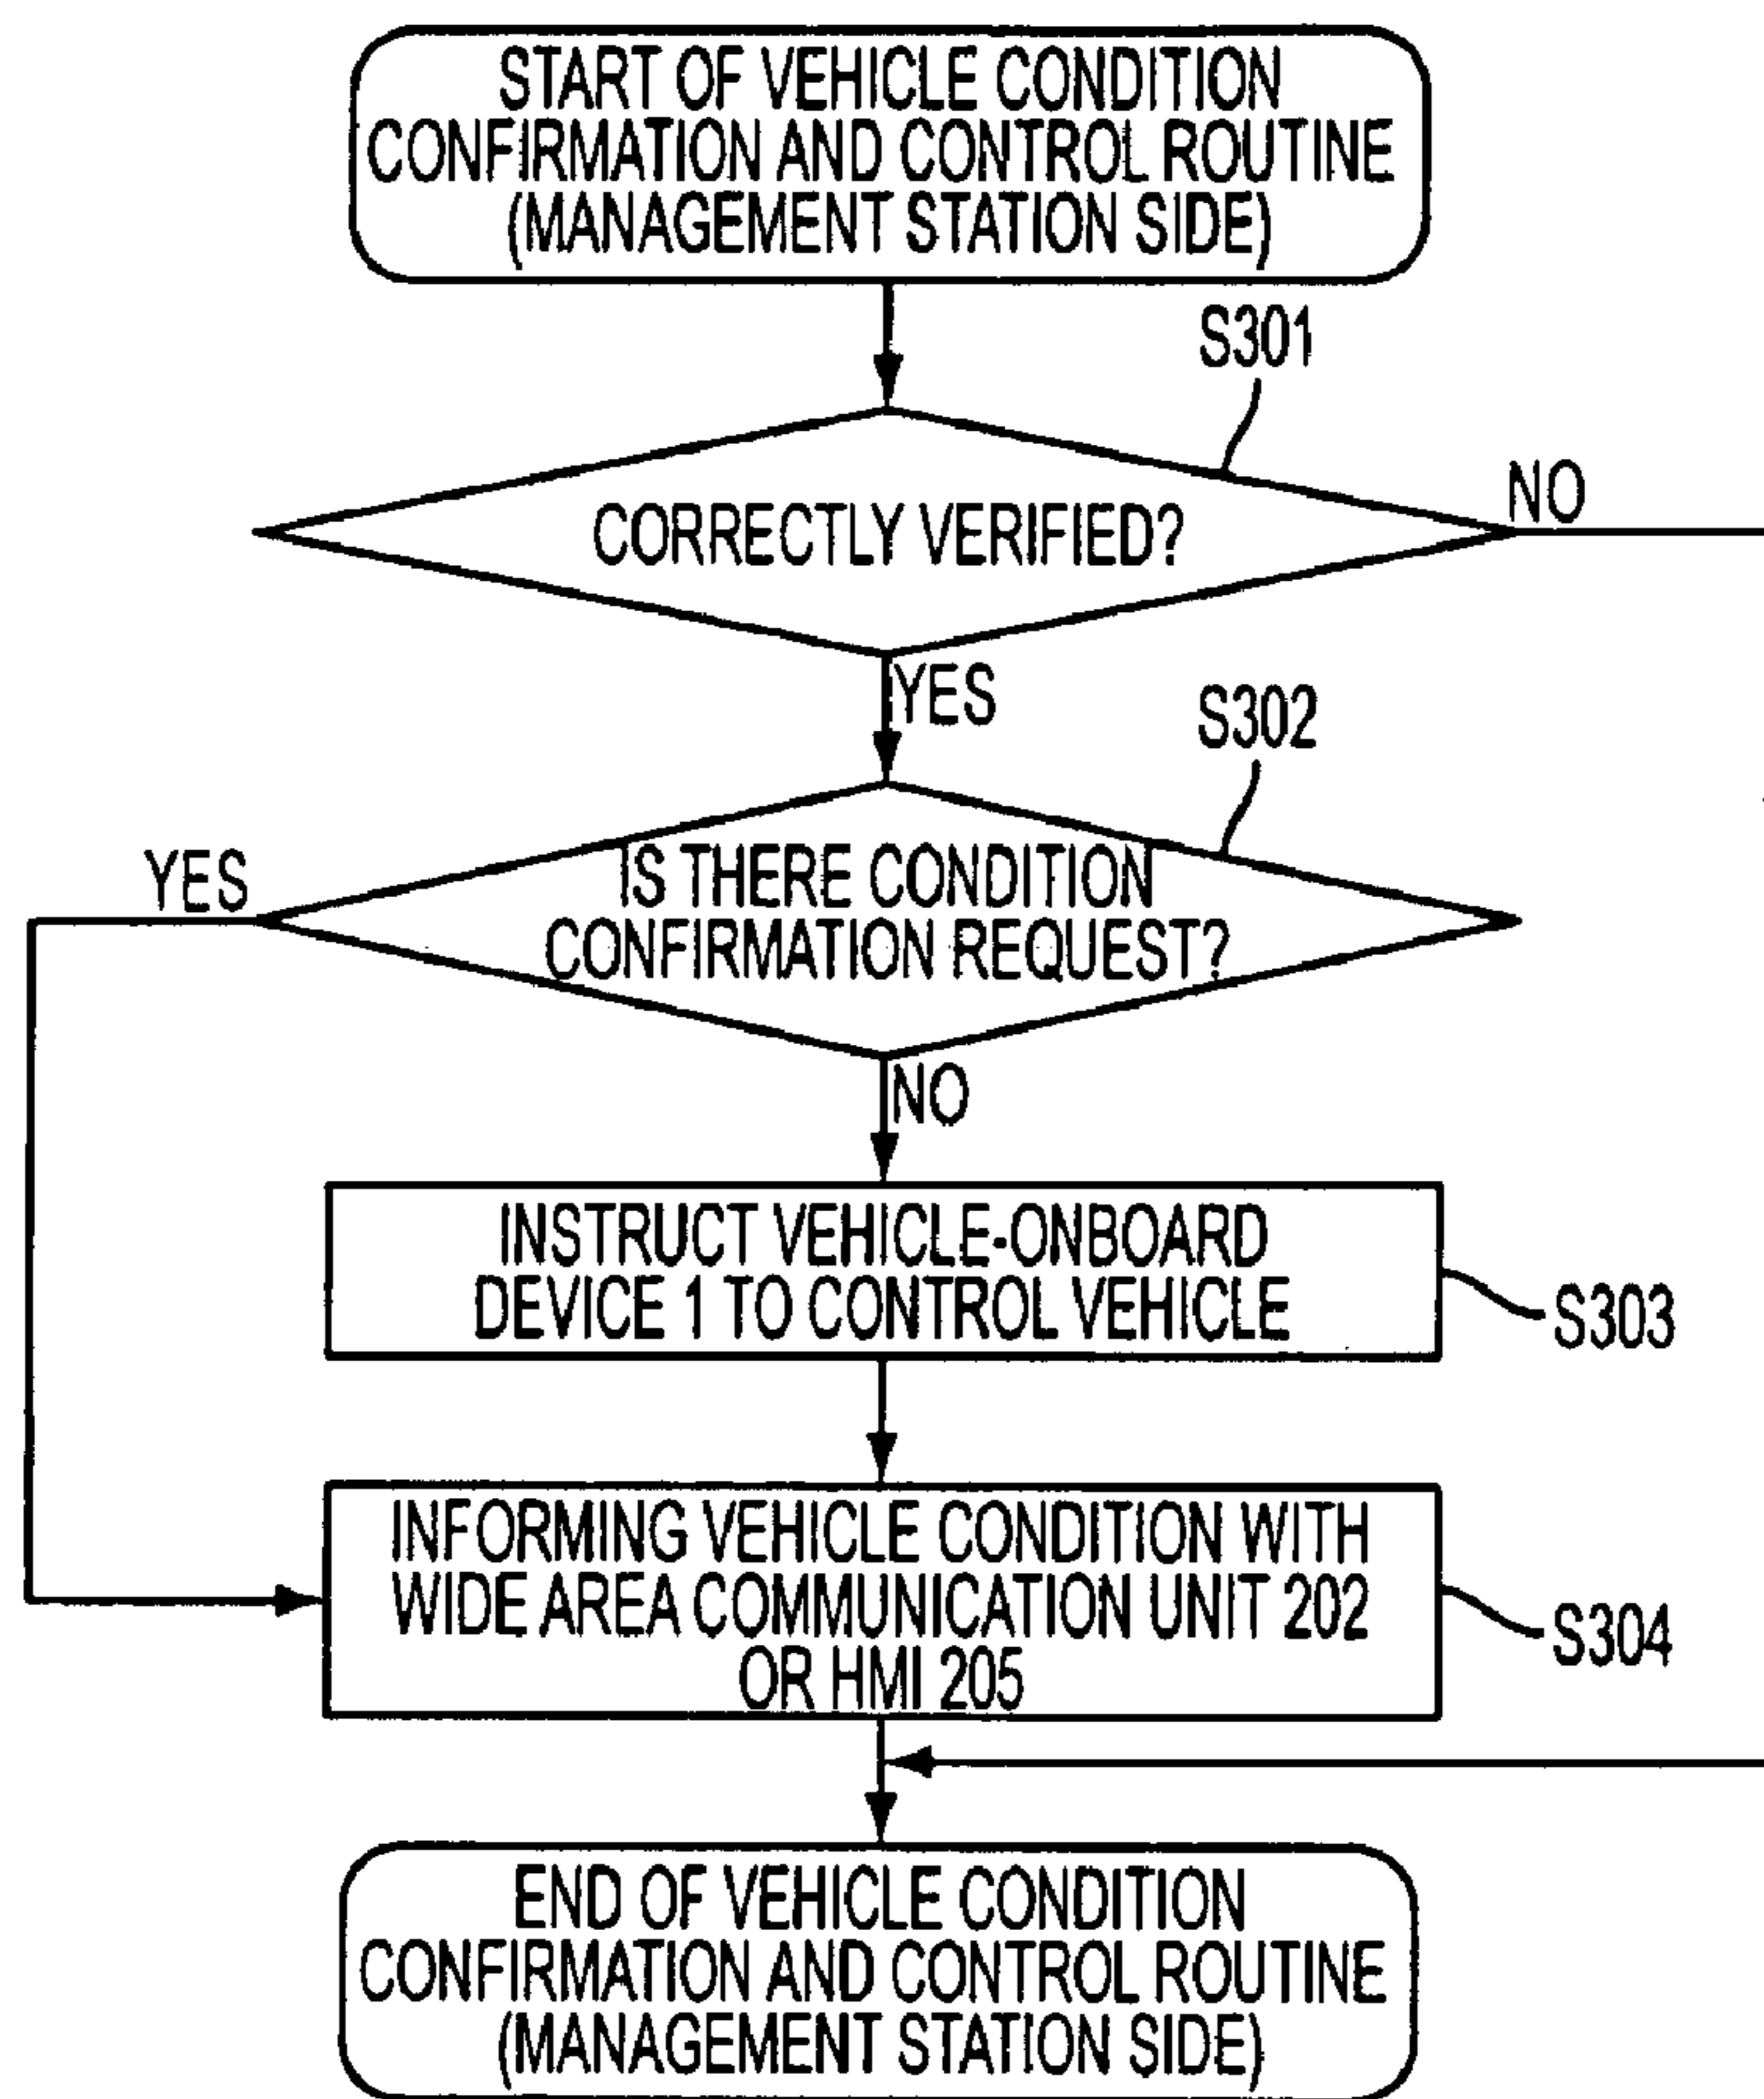 START OF VEHICLE CONDITION
CONFIRMATION AND CONTROL ROUTINE
(MANAGEMENT STATION SIDE)
S301
CORRECTLY VERIFIED?
NO
YES
S302
YES
IS THERE CONDITION
CONFIRMATION REQUEST?
NO
INSTRUCT VEHICLE-ONBOARD
DEVICE 1 TO CONTROL VEHICLE
S303
INFORMING VEHICLE CONDITION WITH
WIDE AREA COMMUNICATION UNIT 202
OR HMI 205
S304
END OF VEHICLE CONDITION
CONFIRMATION AND CONTROL ROUTINE
(MANAGEMENT STATION SIDE)